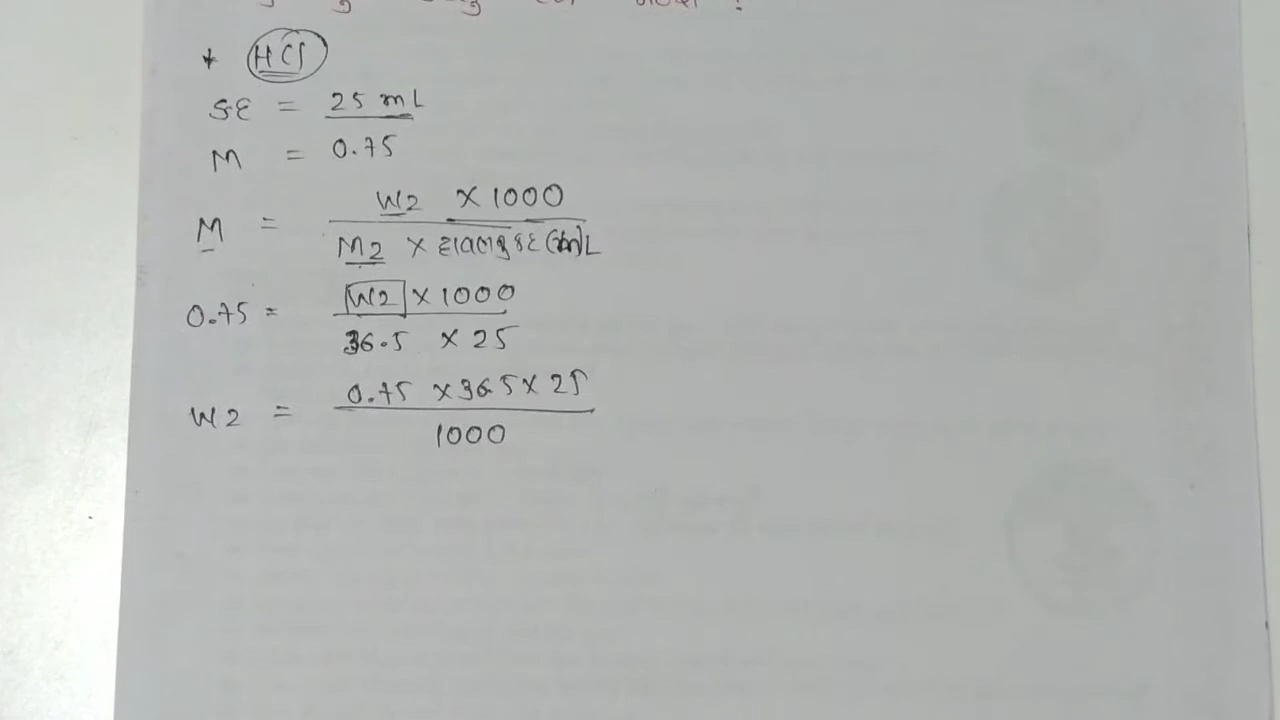 * HCl
કદ = 25 mL
M = 0.75
M = W2 × 1000
M2 × દ્રાવણનું કદ (mL
0.75 = W2 × 1000
36.5 × 25
W2 = 0.75 × 36.5 × 25
1000